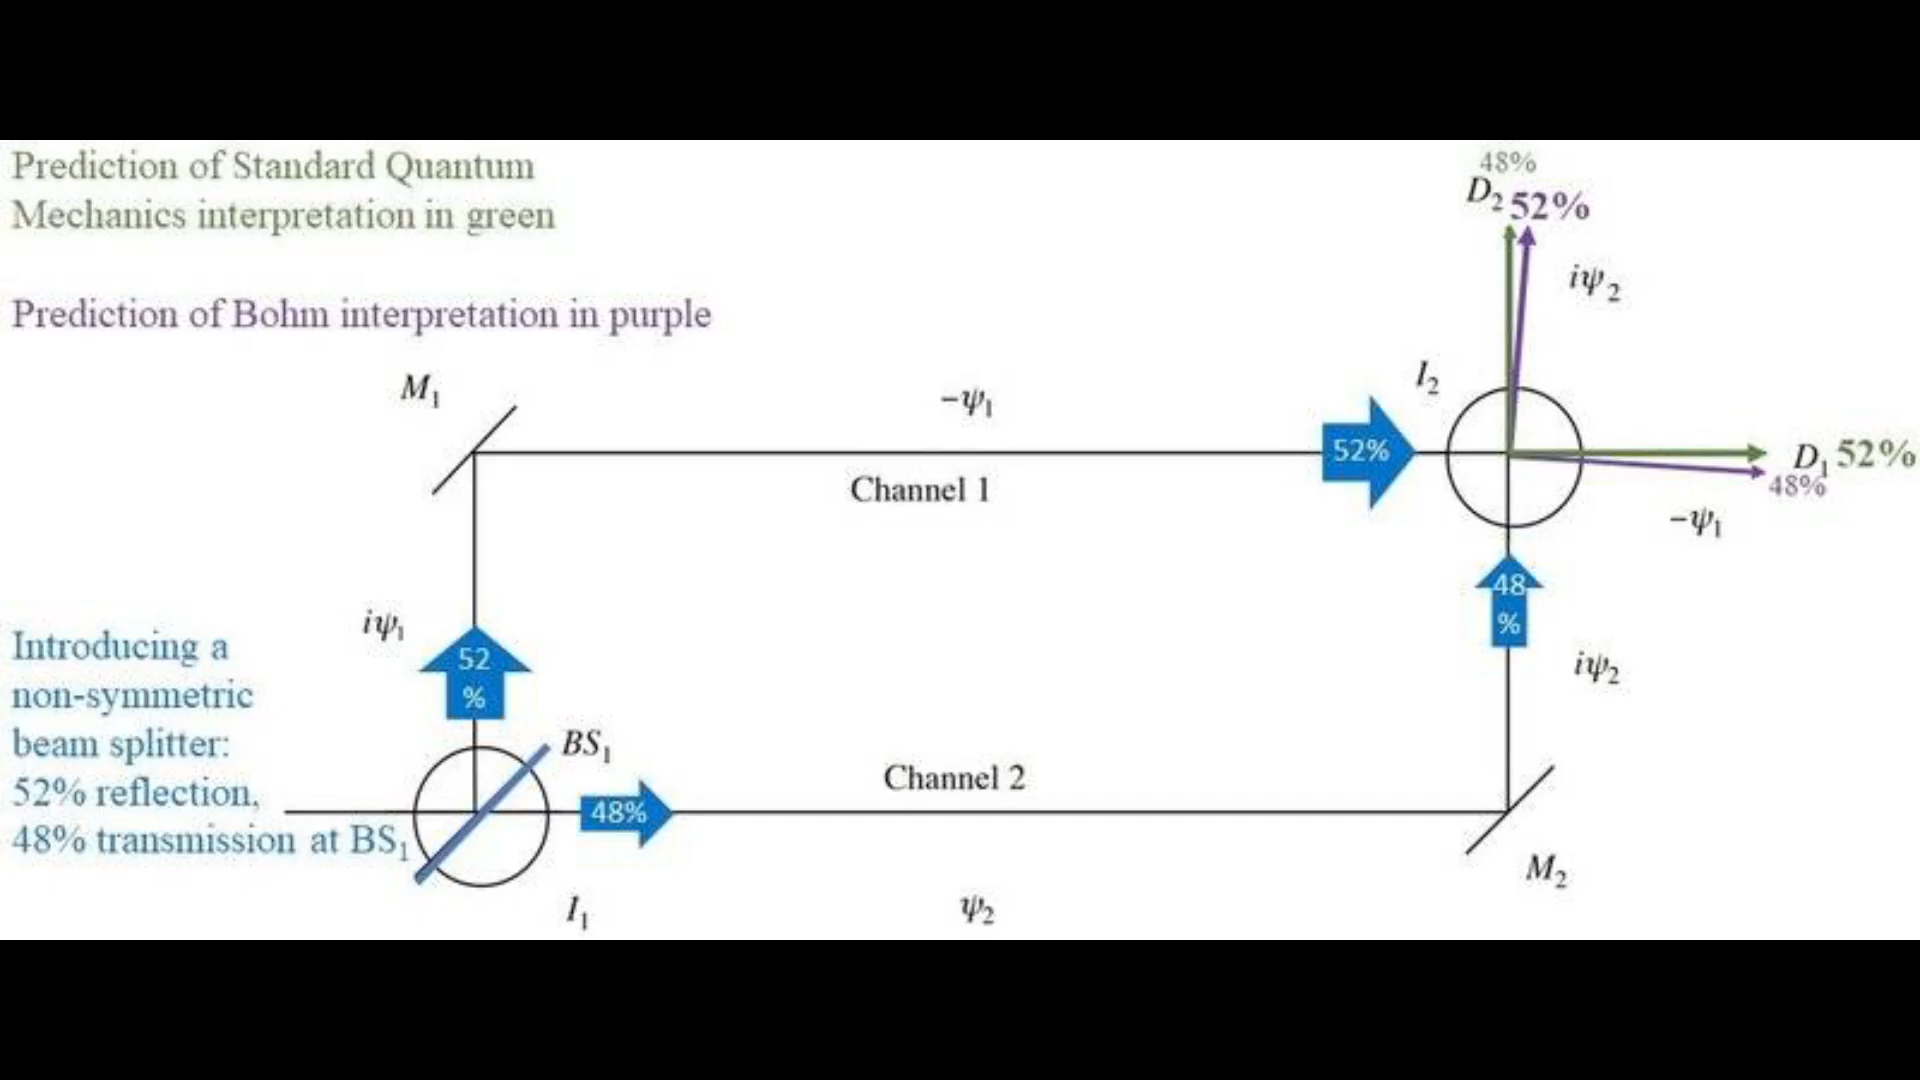 Prediction of Standard Quantum
Mechanics interpretation in green
Prediction of Bohm interpretation in purple
48%
D₂ 52%
iψ₂
I₂
M₁
−ψ₁
52%
D₁ 52%
48%
Channel 1
−ψ₁
48
%
iψ₁
iψ₂
Introducing a
non-symmetric
beam splitter:
52% reflection,
48% transmission at BS₁
52
%
BS₁
Channel 2
48%
M₂
I₁
ψ₂